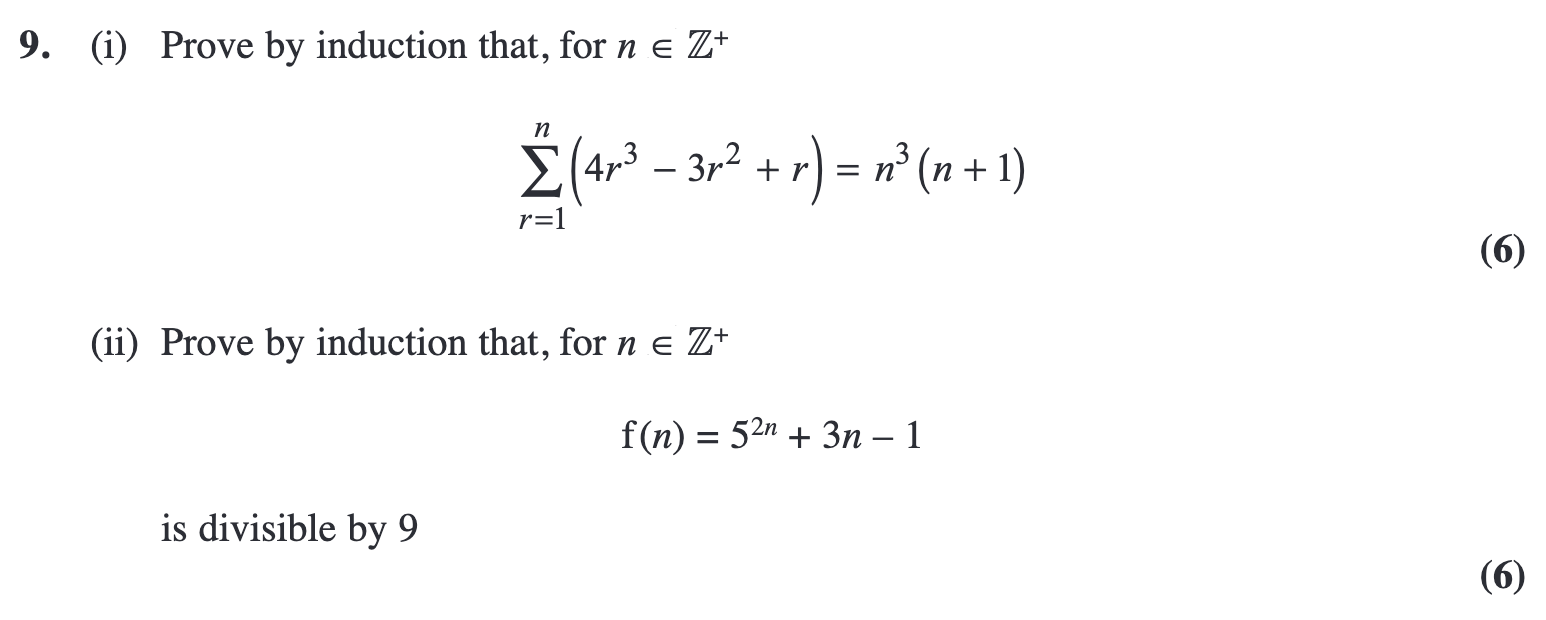 9. (i) Prove by induction that, for n ∈ ℤ⁺
∑_{r=1}^{n} (4r³ – 3r² + r) = n³(n + 1)
(6)
(ii) Prove by induction that, for n ∈ ℤ⁺
f(n) = 5²ⁿ + 3n – 1
is divisible by 9
(6)